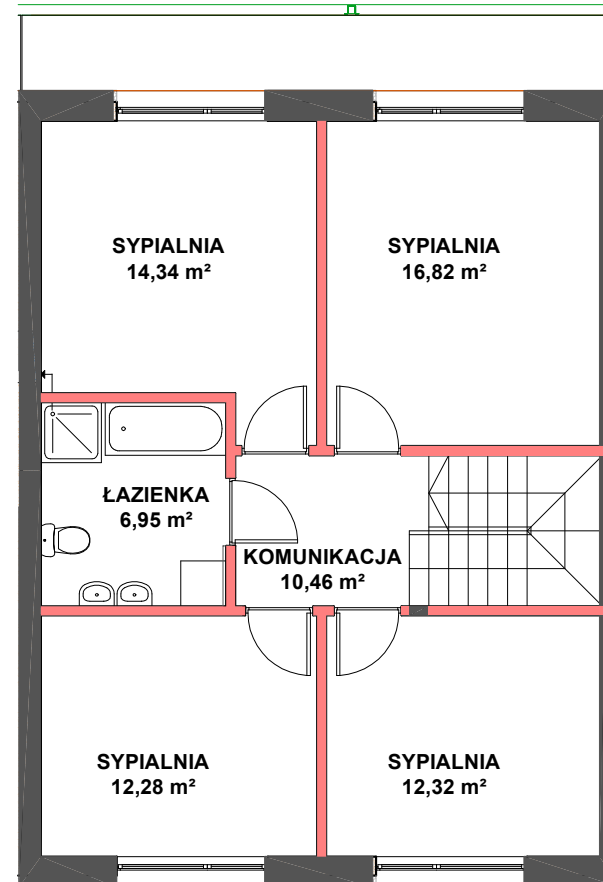 SYPIALNIA
14,34 m²
SYPIALNIA
16,82 m²
ŁAZIENKA
6,95 m²
KOMUNIKACJA
10,46 m²
SYPIALNIA
12,28 m²
SYPIALNIA
12,32 m²